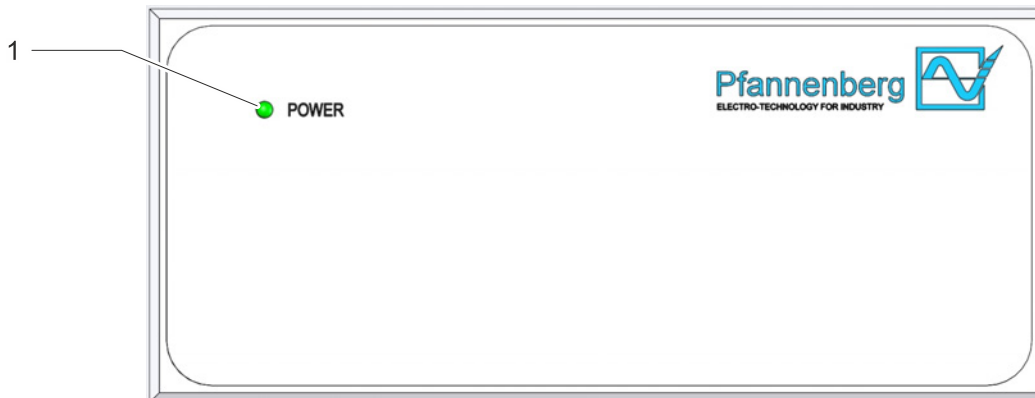 1
POWER
Pfannenberg
ELECTRO-TECHNOLOGY FOR INDUSTRY